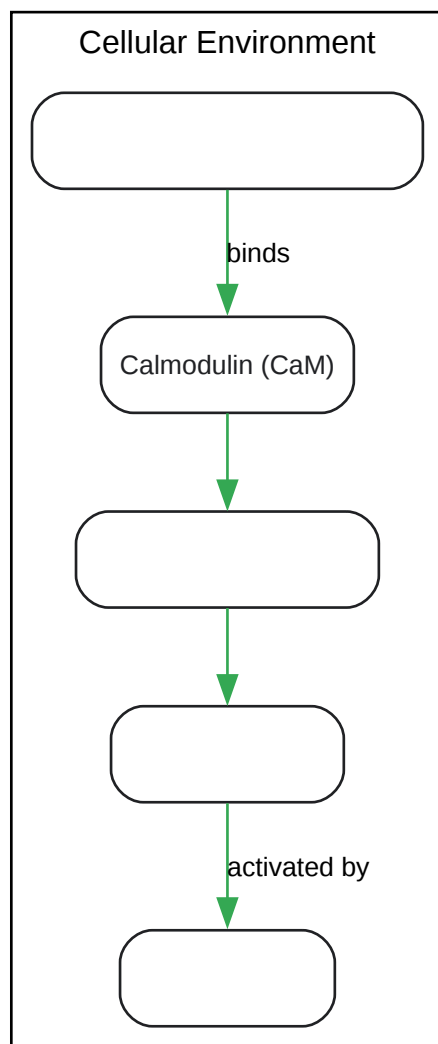 Cellular Environment
binds
Calmodulin (CaM)
activated by